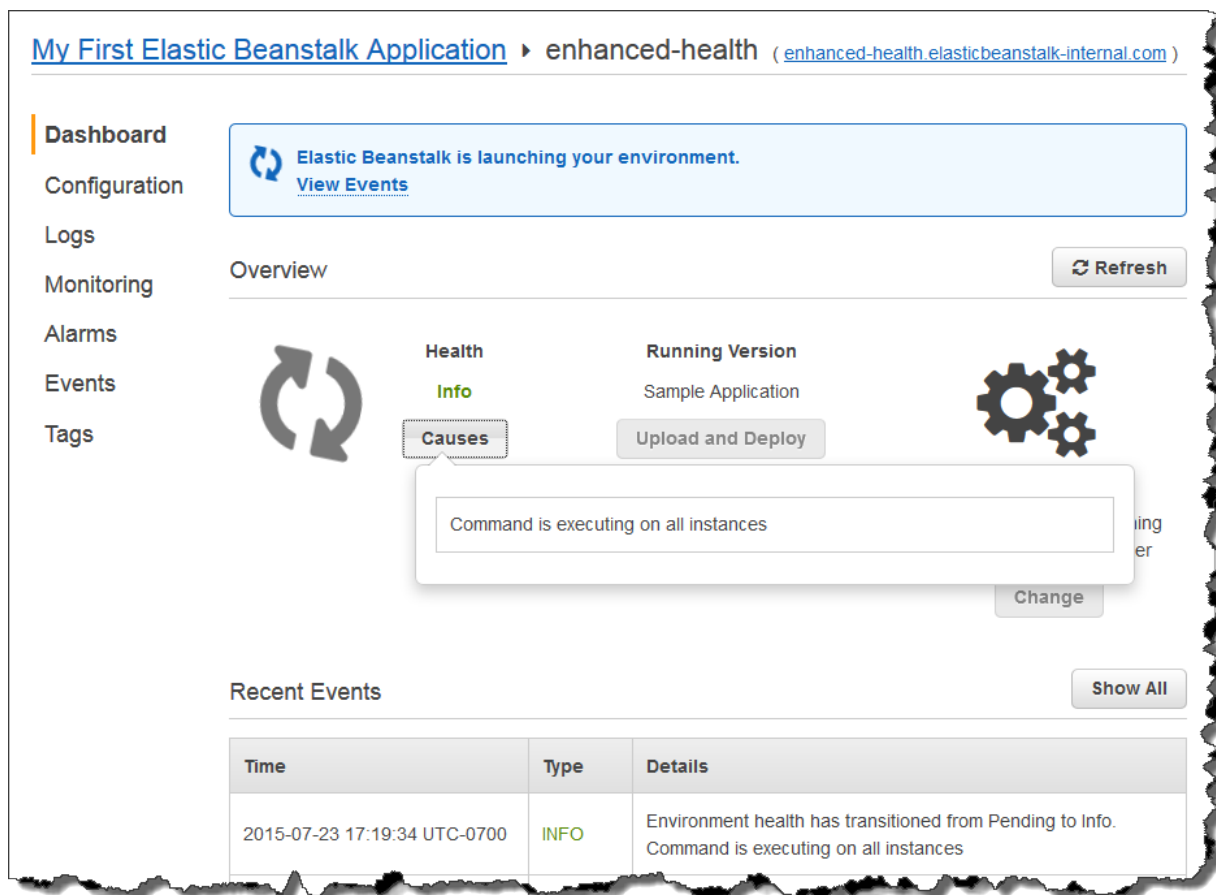 My First Elastic Beanstalk Application ▸ enhanced-health ( enhanced-health.elasticbeanstalk-internal.com )
Dashboard
Configuration
Logs
Monitoring
Alarms
Events
Tags
Elastic Beanstalk is launching your environment.
View Events
Overview
Refresh
Health
Info
Causes
Running Version
Sample Application
Upload and Deploy
Command is executing on all instances
Change
Recent Events
Show All
Time Type Details
2015-07-23 17:19:34 UTC-0700 INFO Environment health has transitioned from Pending to Info.
Command is executing on all instances